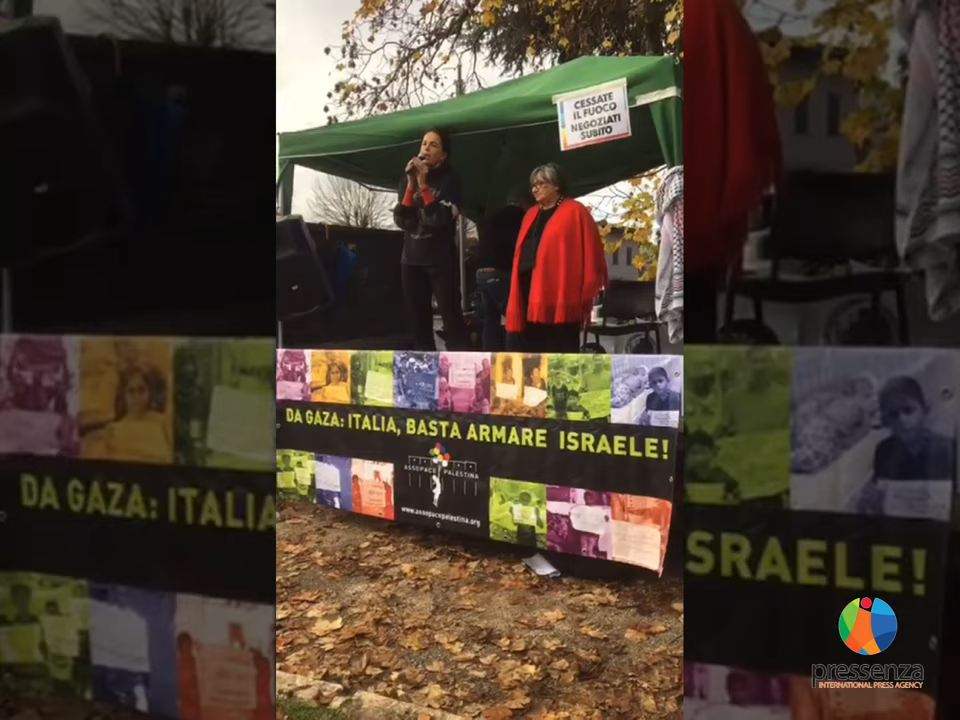 CESSATE
IL FUOCO
NEGOZIATI
SUBITO
DA GAZA: ITALIA, BASTA ARMARE ISRAELE!
ASSOPACE PALESTINA
www.assopacepalestina.org
DA GAZA: ITALIA
SRAELE!
pressenza
INTERNATIONAL PRESS AGENCY